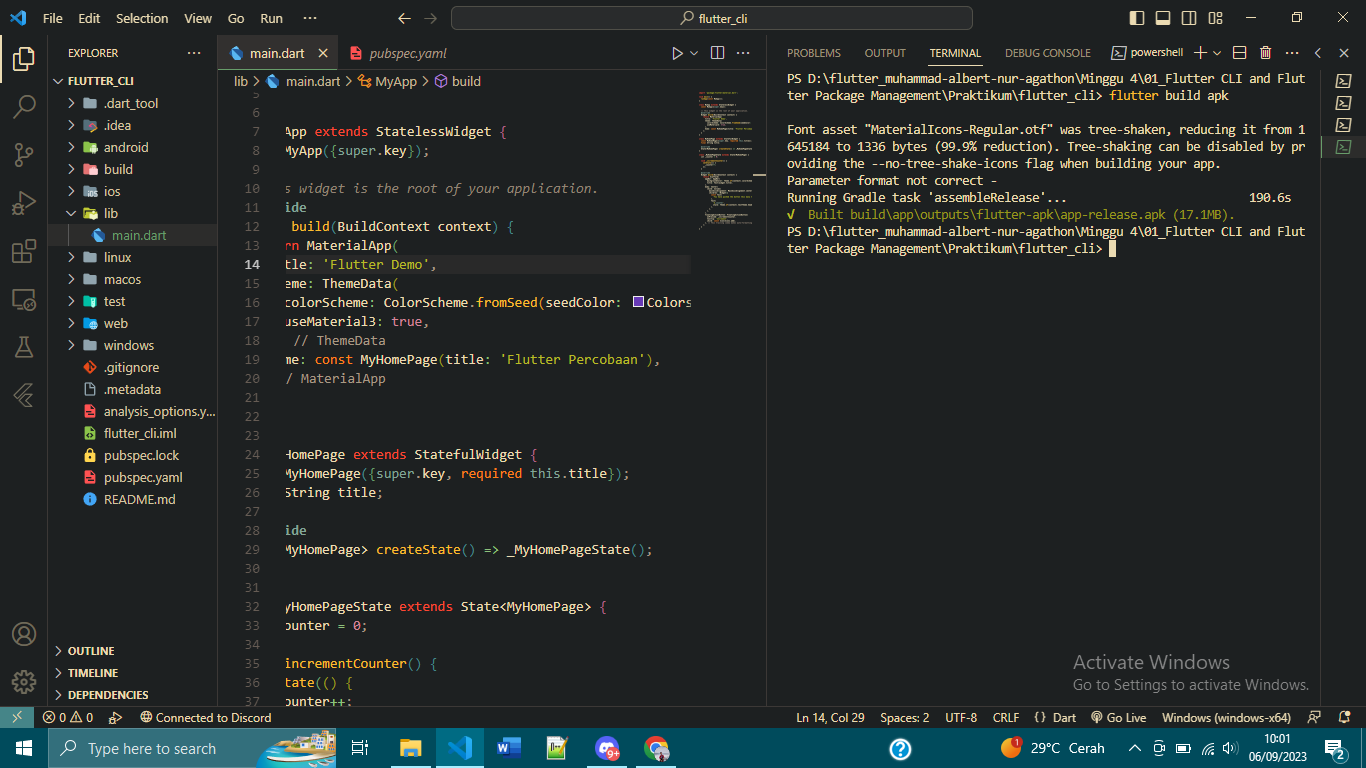 File Edit Selection View Go Run ···
flutter_cli
EXPLORER
FLUTTER_CLI
.dart_tool
.idea
android
build
ios
lib
main.dart
linux
macos
test
web
windows
.gitignore
.metadata
analysis_options.y...
flutter_cli.iml
pubspec.lock
pubspec.yaml
README.md
OUTLINE
TIMELINE
DEPENDENCIES
main.dart pubspec.yaml
lib > main.dart > MyApp > build
5
6
7 App extends StatelessWidget {
8 MyApp({super.key});
9
10 s widget is the root of your application.
11 ide
12 build(BuildContext context) {
13 rn MaterialApp(
14 tle: 'Flutter Demo',
15 eme: ThemeData(
16 colorScheme: ColorScheme.fromSeed(seedColor: Colors
17 useMaterial3: true,
18 // ThemeData
19 me: const MyHomePage(title: 'Flutter Percobaan'),
20 / MaterialApp
21
22
23
24 HomePage extends StatefulWidget {
25 MyHomePage({super.key, required this.title});
26 String title;
27
28 ide
29 MyHomePage> createState() => _MyHomePageState();
30
31
32 yHomePageState extends State<MyHomePage> {
33 ounter = 0;
34
35 incrementCounter() {
36 tate(() {
37 ounter++;
PROBLEMS OUTPUT TERMINAL DEBUG CONSOLE powershell
PS D:\flutter_muhammad-albert-nur-agathon\Minggu 4\01_Flutter CLI and Flut
ter Package Management\Praktikum\flutter_cli> flutter build apk
Font asset "MaterialIcons-Regular.otf" was tree-shaken, reducing it from 1
645184 to 1336 bytes (99.9% reduction). Tree-shaking can be disabled by pr
oviding the --no-tree-shake-icons flag when building your app.
Parameter format not correct -
Running Gradle task 'assembleRelease'... 190.6s
√ Built build\app\outputs\flutter-apk\app-release.apk (17.1MB).
PS D:\flutter_muhammad-albert-nur-agathon\Minggu 4\01_Flutter CLI and Flut
ter Package Management\Praktikum\flutter_cli>
Activate Windows
Go to Settings to activate Windows.
0 0 Connected to Discord Ln 14, Col 29 Spaces: 2 UTF-8 CRLF {} Dart Go Live Windows (windows-x64)
Type here to search 9+ 1 29°C Cerah 10:01
06/09/2023 2